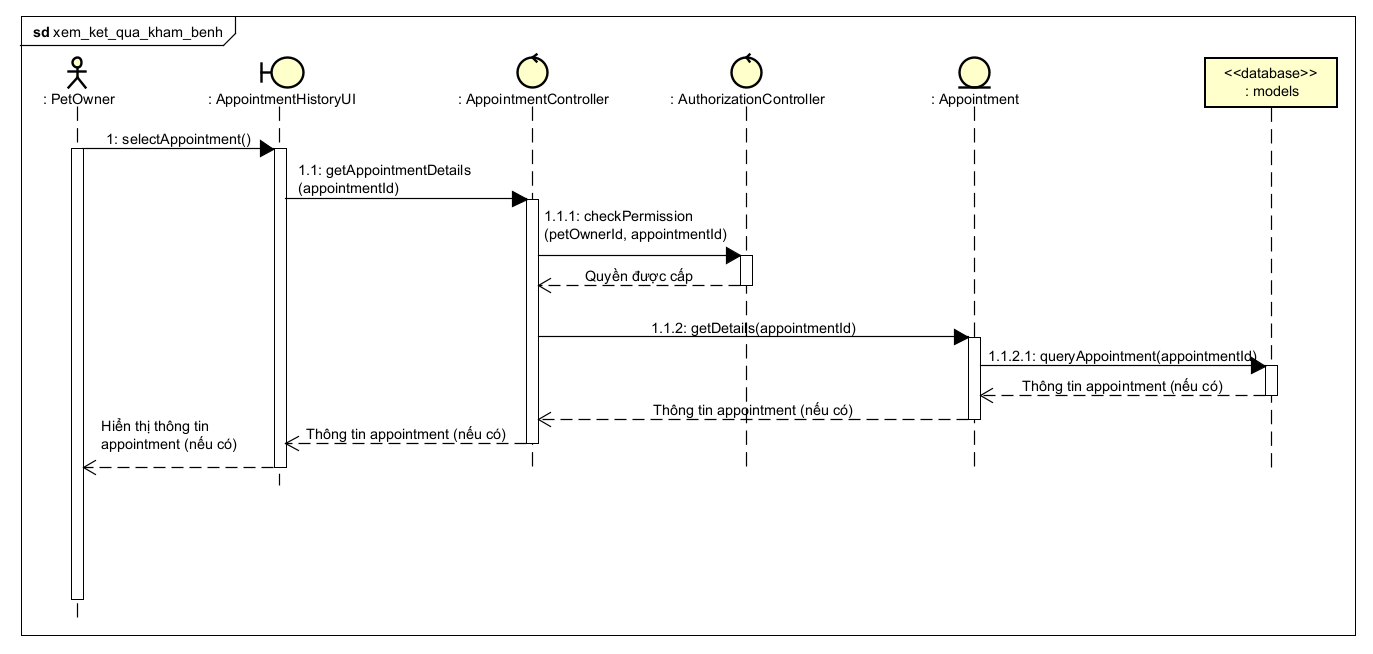 sd xem_ket_qua_kham_benh
: PetOwner
: AppointmentHistoryUI
: AppointmentController
: AuthorizationController
: Appointment
<<database>>
: models
1: selectAppointment()
1.1: getAppointmentDetails
(appointmentId)
1.1.1: checkPermission
(petOwnerId, appointmentId)
Quyền được cấp
1.1.2: getDetails(appointmentId)
1.1.2.1: queryAppointment(appointmentId)
Thông tin appointment (nếu có)
Thông tin appointment (nếu có)
Thông tin appointment (nếu có)
Hiển thị thông tin
appointment (nếu có)